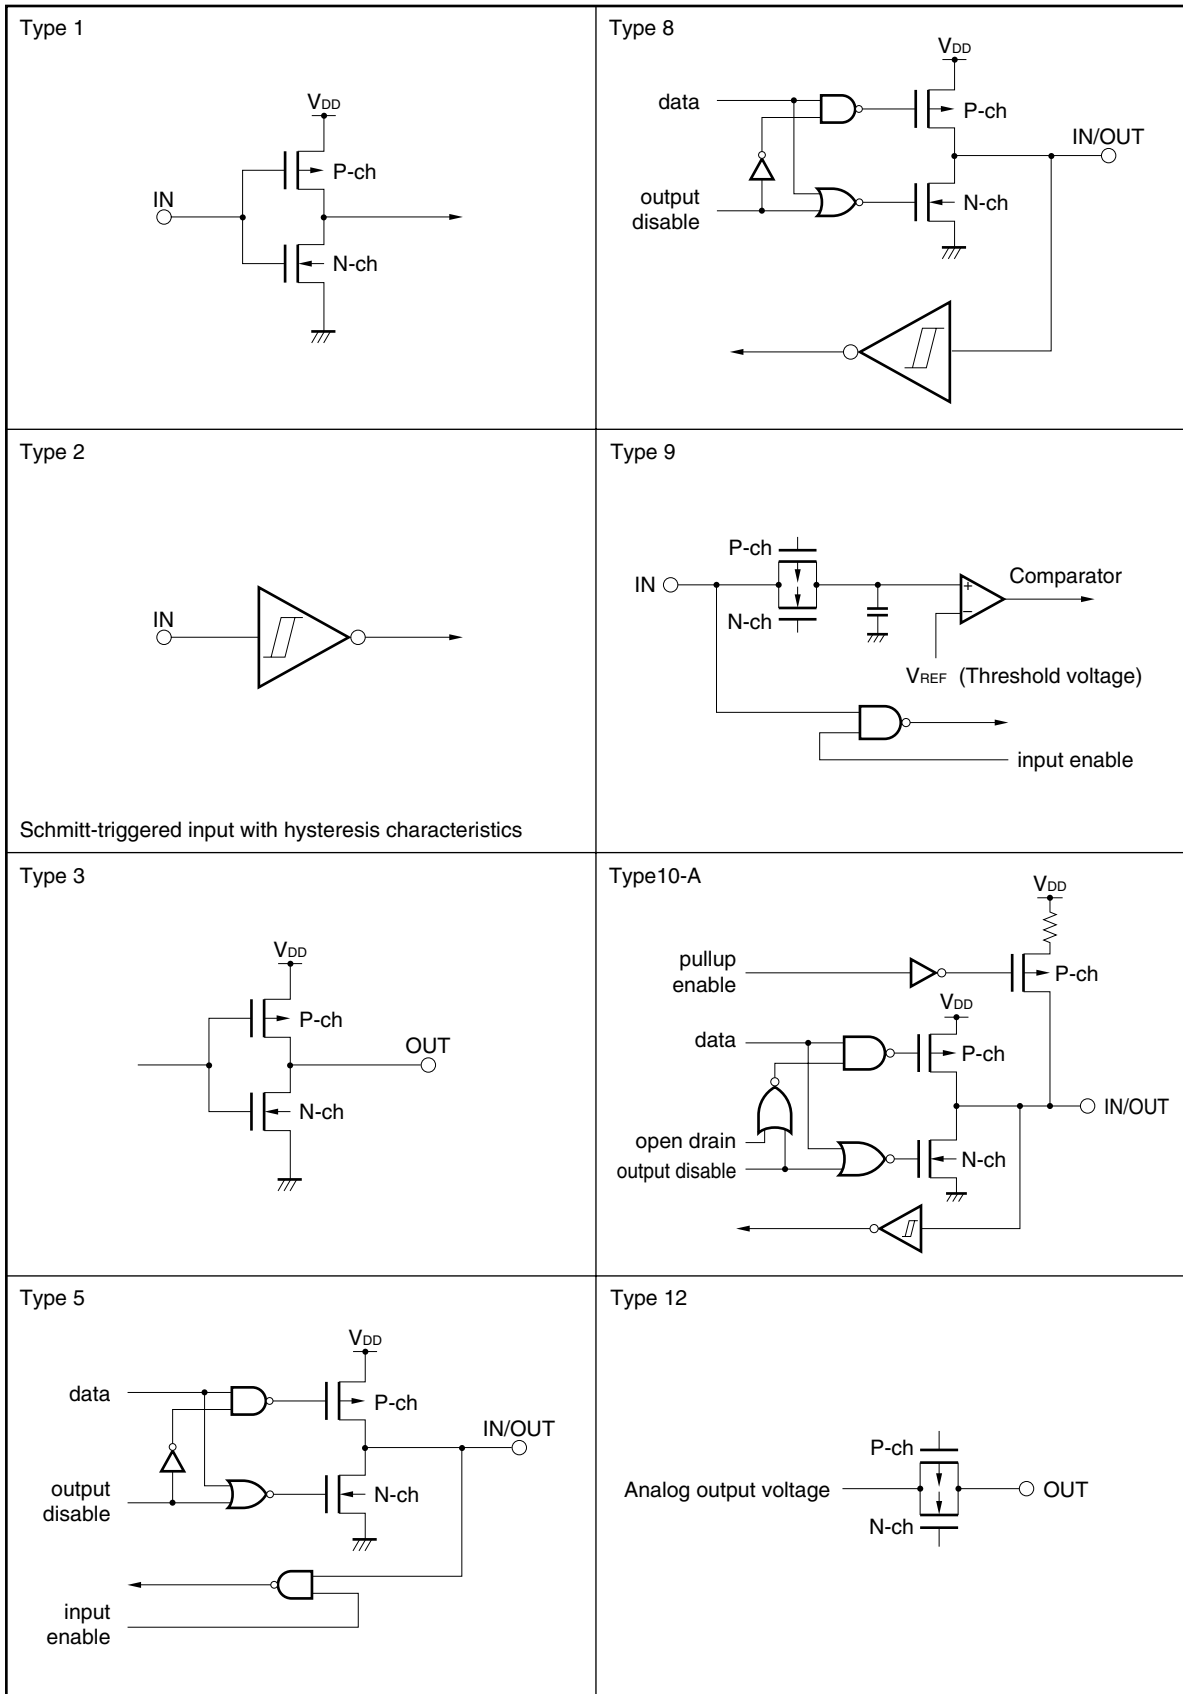 Type 1
VDD
P-ch
IN
N-ch
Type 8
VDD
data
P-ch
IN/OUT
output
disable
N-ch
Type 2
IN
Schmitt-triggered input with hysteresis characteristics
Type 9
P-ch
IN
Comparator
N-ch
VREF (Threshold voltage)
input enable
Type 3
VDD
P-ch
OUT
N-ch
Type10-A
VDD
pullup
enable
P-ch
VDD
data
P-ch
IN/OUT
open drain
output disable
N-ch
Type 5
VDD
data
P-ch
IN/OUT
output
disable
N-ch
input
enable
Type 12
P-ch
Analog output voltage
OUT
N-ch